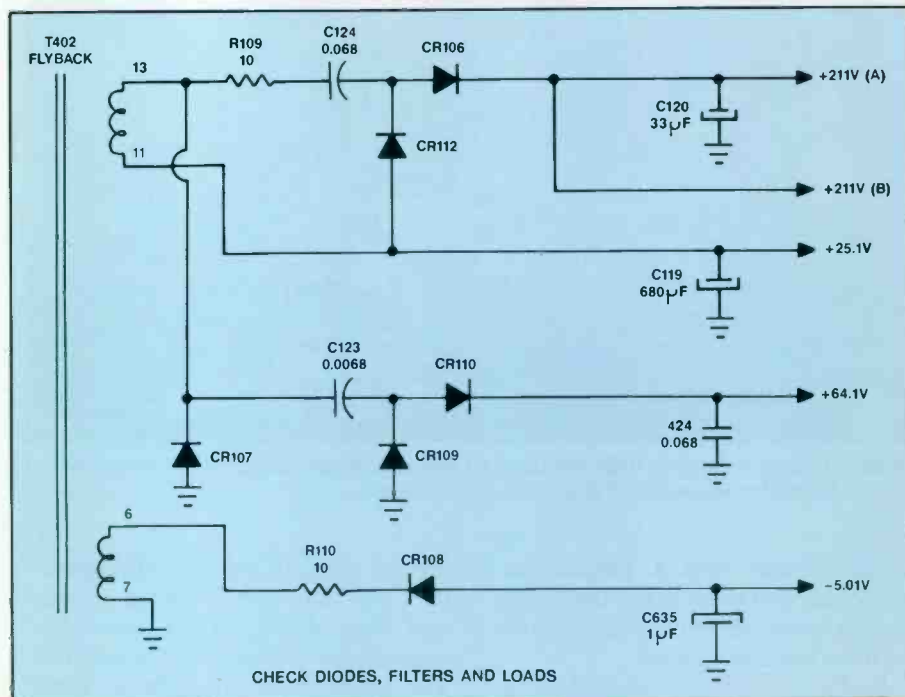 T402
FLYBACK
13
11
R109
10
C124
0.068
CR106
CR112
+211V (A)
C120
33µF
+211V (B)
+25.1V
C119
680µF
C123
0.0068
CR110
+64.1V
424
0.068
CR107
CR109
6
7
R110
10
CR108
-5.01V
C635
1µF
CHECK DIODES, FILTERS AND LOADS